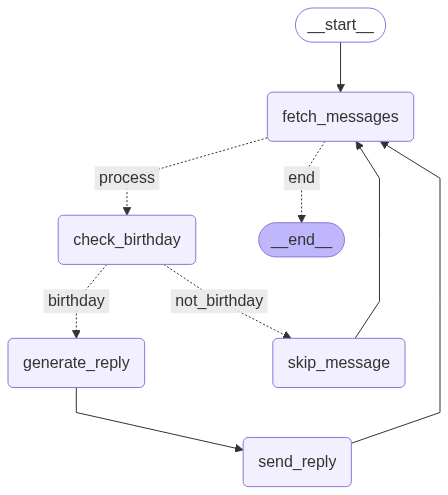 __start__
fetch_messages
process
end
check_birthday
__end__
birthday
not_birthday
generate_reply
skip_message
send_reply